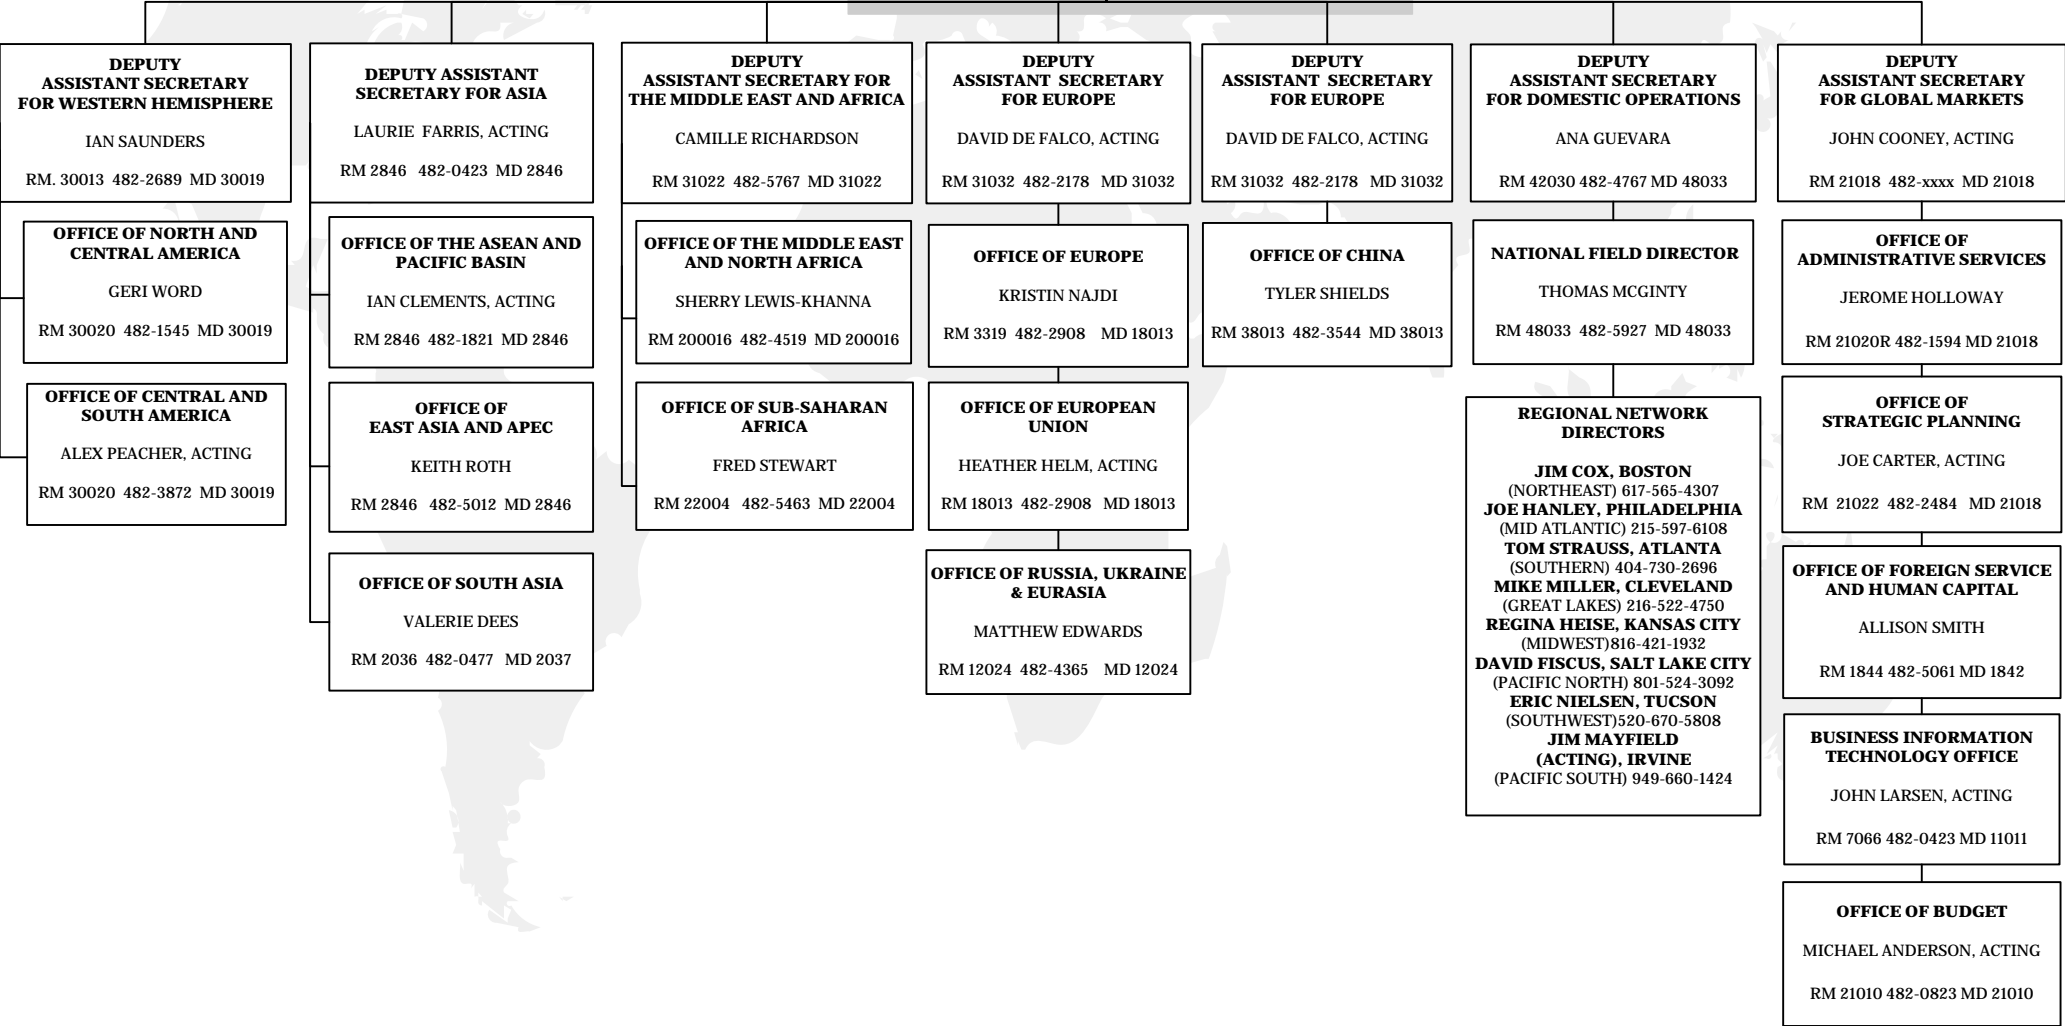 DEPUTY
ASSISTANT SECRETARY
FOR WESTERN HEMISPHERE
IAN SAUNDERS
RM. 30013 482-2689 MD 30019
OFFICE OF NORTH AND
CENTRAL AMERICA
GERI WORD
RM 30020 482-1545 MD 30019
OFFICE OF CENTRAL AND
SOUTH AMERICA
ALEX PEACHER, ACTING
RM 30020 482-3872 MD 30019
DEPUTY ASSISTANT
SECRETARY FOR ASIA
LAURIE FARRIS, ACTING
RM 2846 482-0423 MD 2846
OFFICE OF THE ASEAN AND
PACIFIC BASIN
IAN CLEMENTS, ACTING
RM 2846 482-1821 MD 2846
OFFICE OF
EAST ASIA AND APEC
KEITH ROTH
RM 2846 482-5012 MD 2846
OFFICE OF SOUTH ASIA
VALERIE DEES
RM 2036 482-0477 MD 2037
DEPUTY
ASSISTANT SECRETARY FOR
THE MIDDLE EAST AND AFRICA
CAMILLE RICHARDSON
RM 31022 482-5767 MD 31022
OFFICE OF THE MIDDLE EAST
AND NORTH AFRICA
SHERRY LEWIS-KHANNA
RM 200016 482-4519 MD 200016
OFFICE OF SUB-SAHARAN
AFRICA
FRED STEWART
RM 22004 482-5463 MD 22004
DEPUTY
ASSISTANT SECRETARY
FOR EUROPE
DAVID DE FALCO, ACTING
RM 31032 482-2178 MD 31032
OFFICE OF EUROPE
KRISTIN NAJDI
RM 3319 482-2908 MD 18013
OFFICE OF EUROPEAN
UNION
HEATHER HELM, ACTING
RM 18013 482-2908 MD 18013
OFFICE OF RUSSIA, UKRAINE
& EURASIA
MATTHEW EDWARDS
RM 12024 482-4365 MD 12024
DEPUTY
ASSISTANT SECRETARY
FOR EUROPE
DAVID DE FALCO, ACTING
RM 31032 482-2178 MD 31032
OFFICE OF CHINA
TYLER SHIELDS
RM 38013 482-3544 MD 38013
DEPUTY
ASSISTANT SECRETARY
FOR DOMESTIC OPERATIONS
ANA GUEVARA
RM 42030 482-4767 MD 48033
NATIONAL FIELD DIRECTOR
THOMAS MCGINTY
RM 48033 482-5927 MD 48033
REGIONAL NETWORK
DIRECTORS
JIM COX, BOSTON
(NORTHEAST) 617-565-4307
JOE HANLEY, PHILADELPHIA
(MID ATLANTIC) 215-597-6108
TOM STRAUSS, ATLANTA
(SOUTHERN) 404-730-2696
MIKE MILLER, CLEVELAND
(GREAT LAKES) 216-522-4750
REGINA HEISE, KANSAS CITY
(MIDWEST)816-421-1932
DAVID FISCUS, SALT LAKE CITY
(PACIFIC NORTH) 801-524-3092
ERIC NIELSEN, TUCSON
(SOUTHWEST)520-670-5808
JIM MAYFIELD
(ACTING), IRVINE
(PACIFIC SOUTH) 949-660-1424
DEPUTY
ASSISTANT SECRETARY
FOR GLOBAL MARKETS
JOHN COONEY, ACTING
RM 21018 482-xxxx MD 21018
OFFICE OF
ADMINISTRATIVE SERVICES
JEROME HOLLOWAY
RM 21020R 482-1594 MD 21018
OFFICE OF
STRATEGIC PLANNING
JOE CARTER, ACTING
RM 21022 482-2484 MD 21018
OFFICE OF FOREIGN SERVICE
AND HUMAN CAPITAL
ALLISON SMITH
RM 1844 482-5061 MD 1842
BUSINESS INFORMATION
TECHNOLOGY OFFICE
JOHN LARSEN, ACTING
RM 7066 482-0423 MD 11011
OFFICE OF BUDGET
MICHAEL ANDERSON, ACTING
RM 21010 482-0823 MD 21010